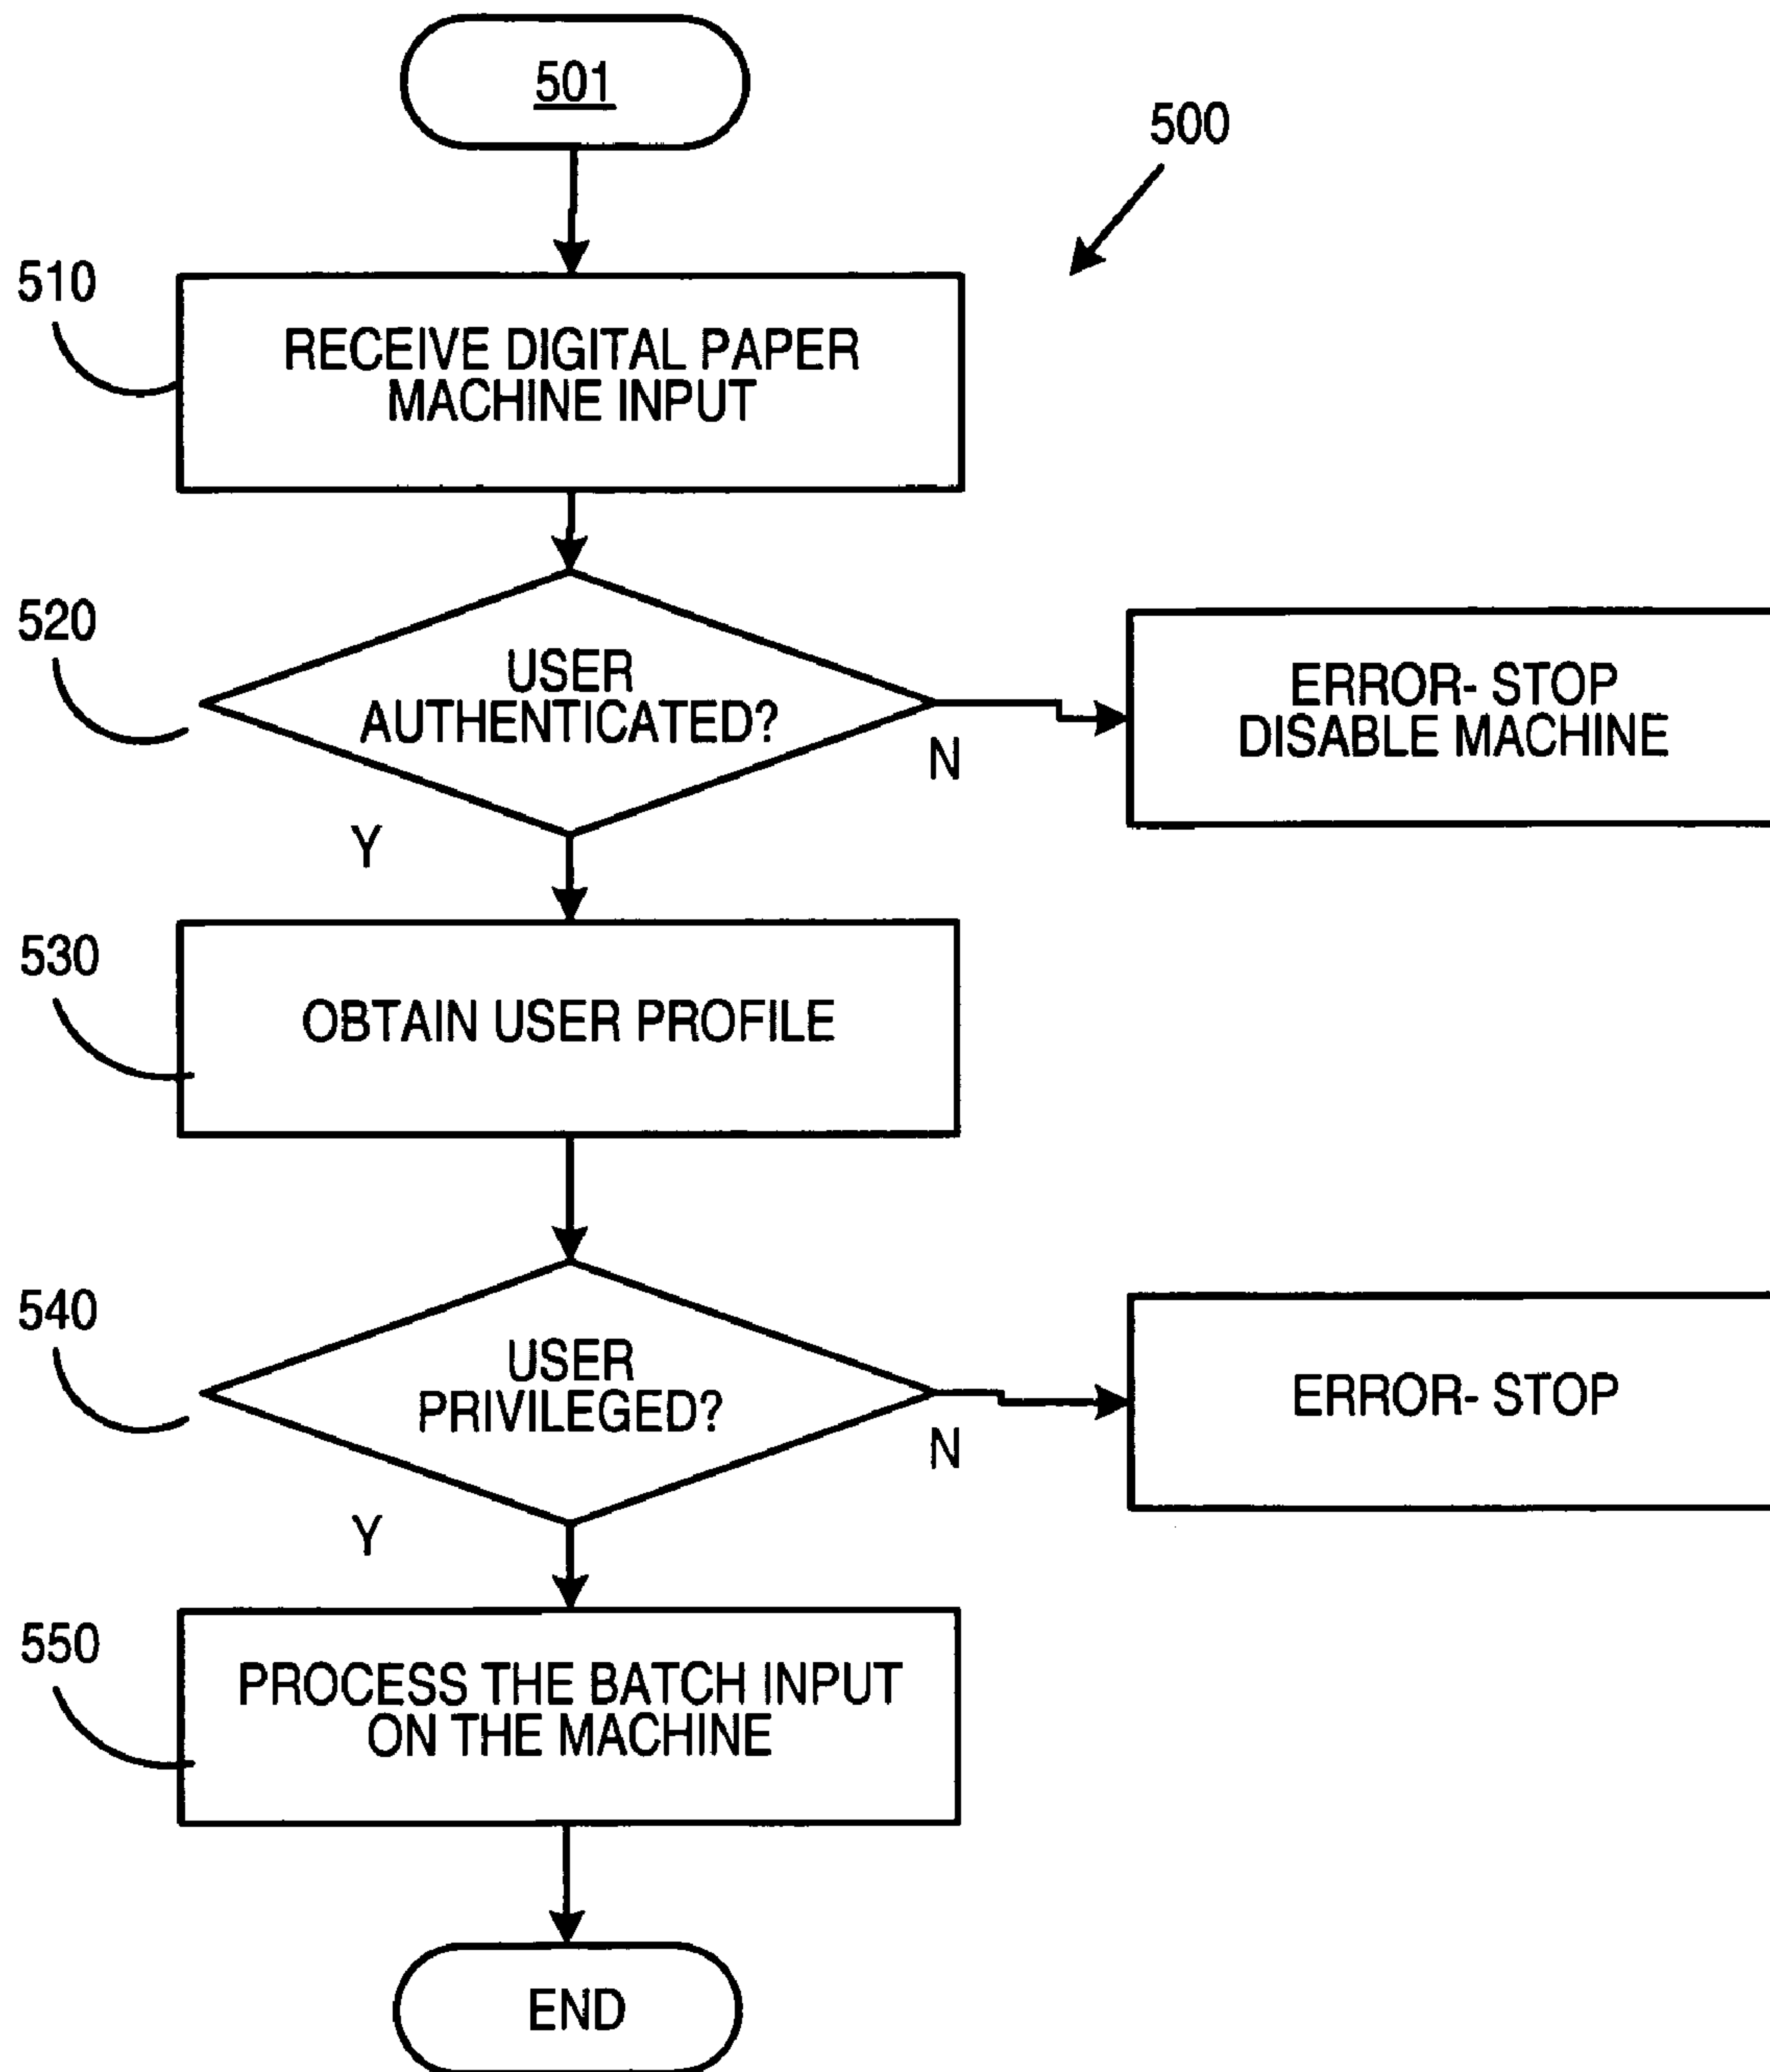 501
500
510
RECEIVE DIGITAL PAPER
MACHINE INPUT
520
USER
AUTHENTICATED?
N
ERROR- STOP
DISABLE MACHINE
Y
530
OBTAIN USER PROFILE
540
USER
PRIVILEGED?
N
ERROR- STOP
Y
550
PROCESS THE BATCH INPUT
ON THE MACHINE
END